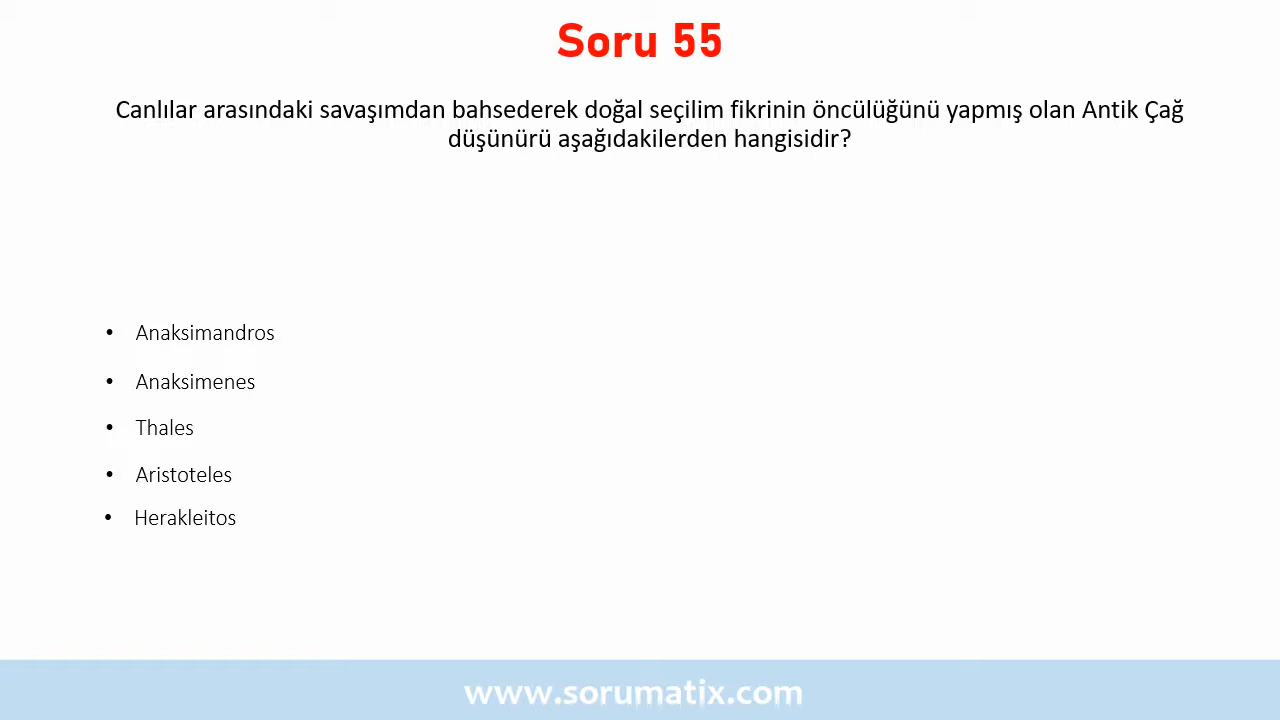 Soru 55
Canlılar arasındaki savaşımdan bahsederek doğal seçilim fikrinin öncülüğünü yapmış olan Antik Çağ
düşünürü aşağıdakilerden hangisidir?
• Anaksimandros
• Anaksimenes
• Thales
• Aristoteles
• Herakleitos
www.sorumatix.com